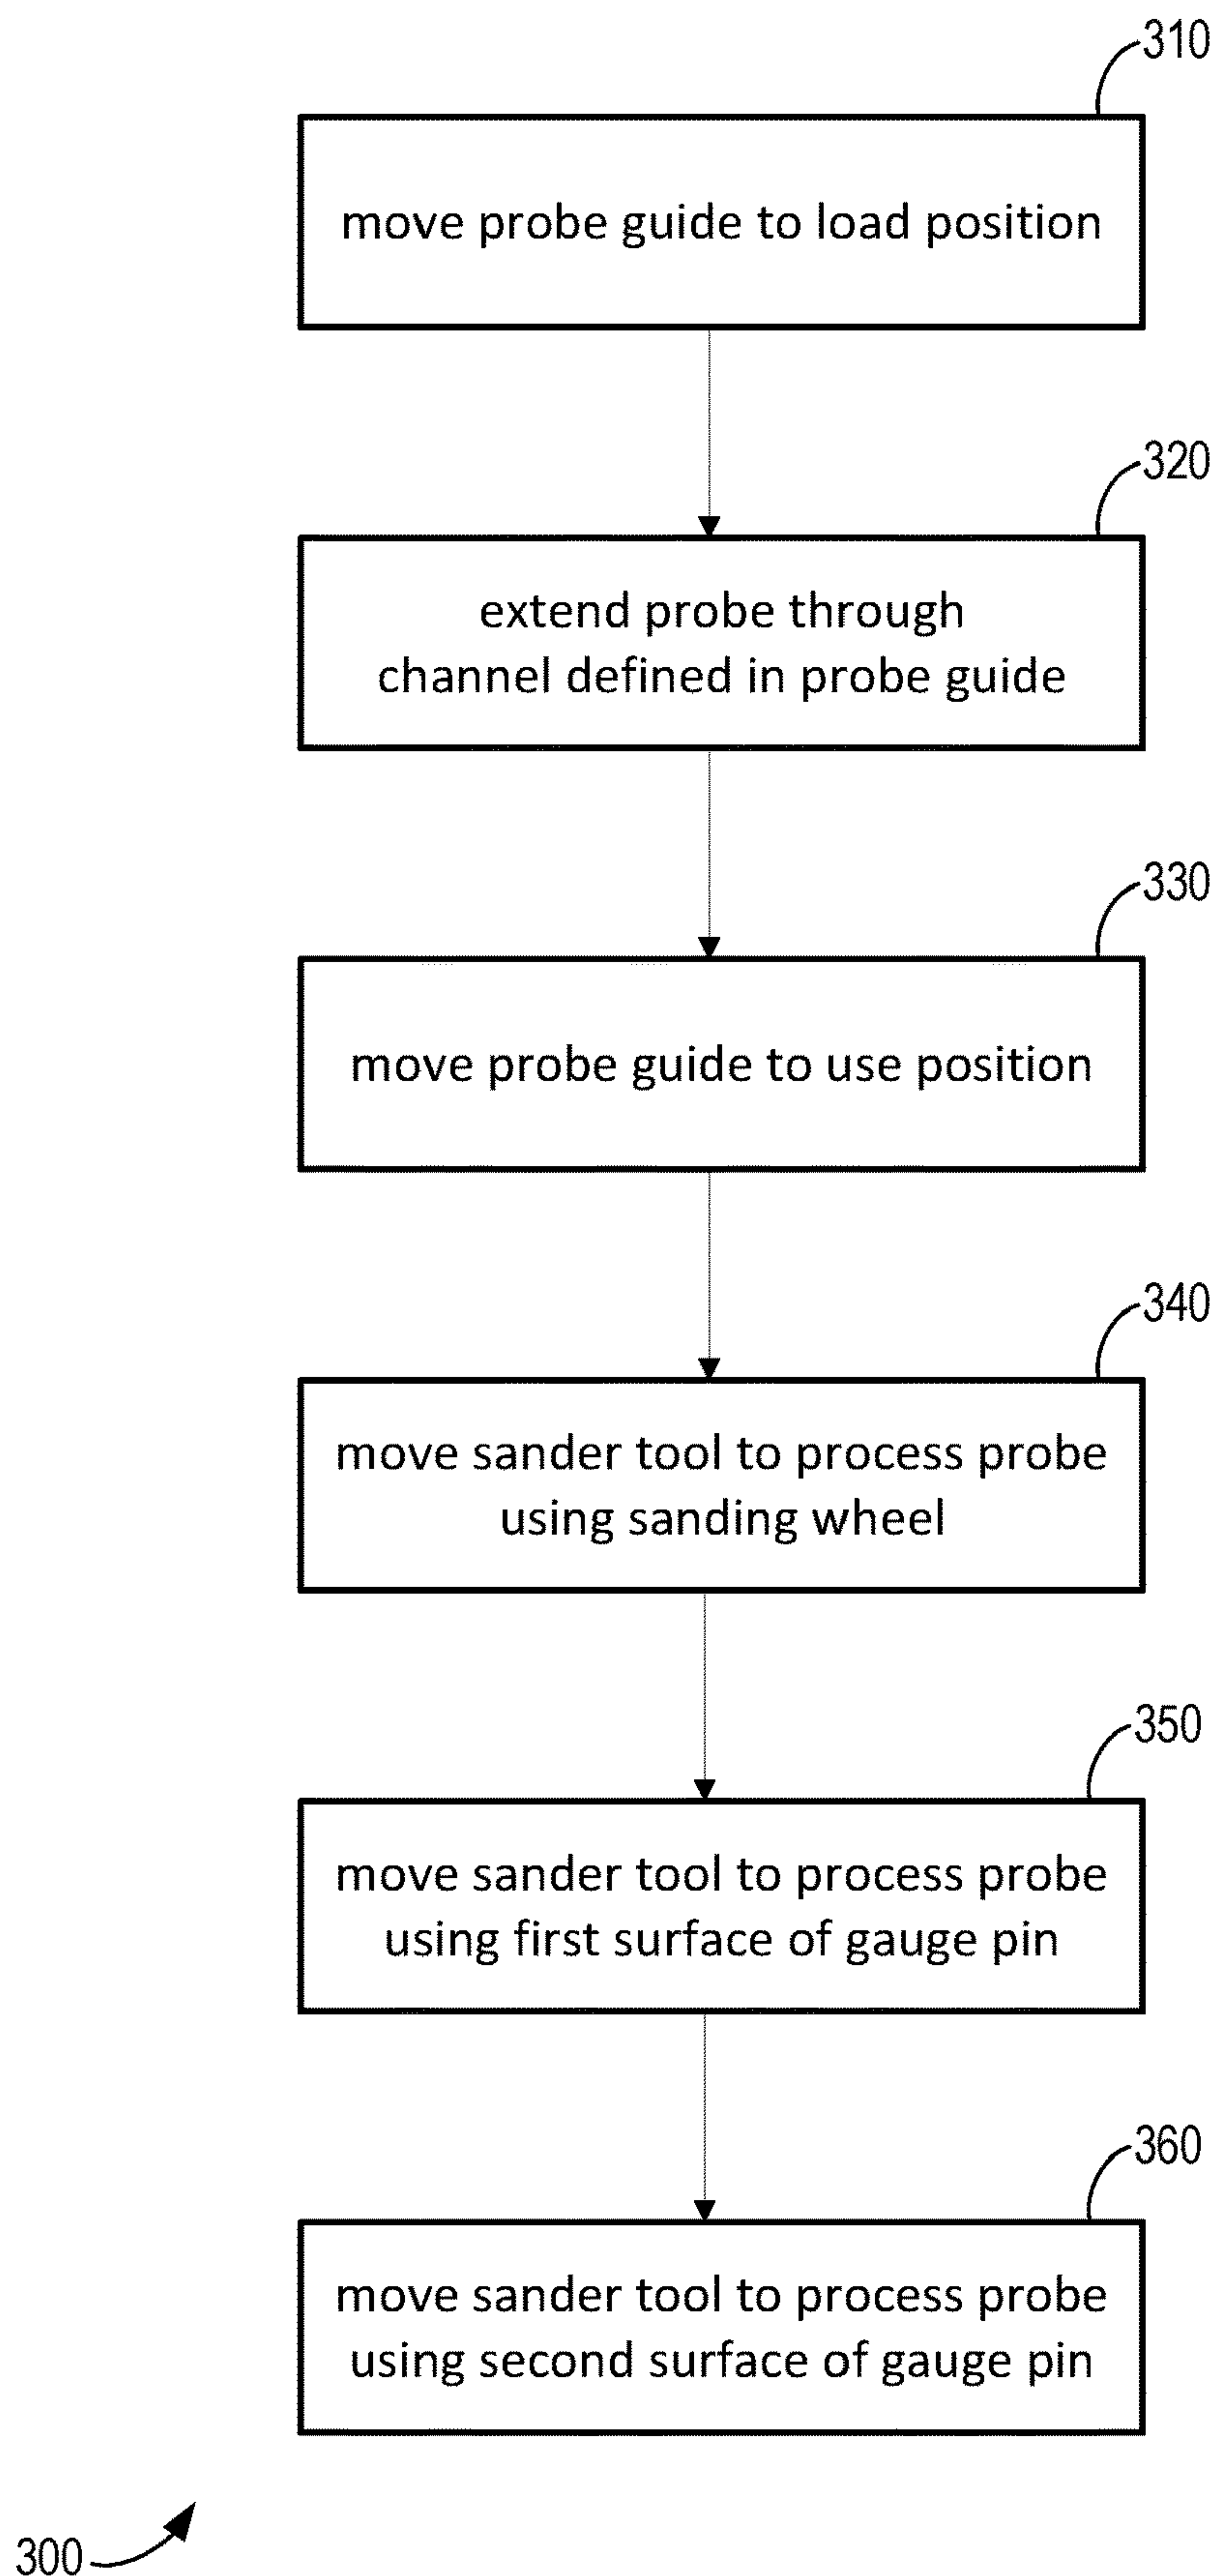 310
move probe guide to load position
320
extend probe through
channel defined in probe guide
330
move probe guide to use position
340
move sander tool to process probe
using sanding wheel
350
move sander tool to process probe
using first surface of gauge pin
360
move sander tool to process probe
using second surface of gauge pin
300